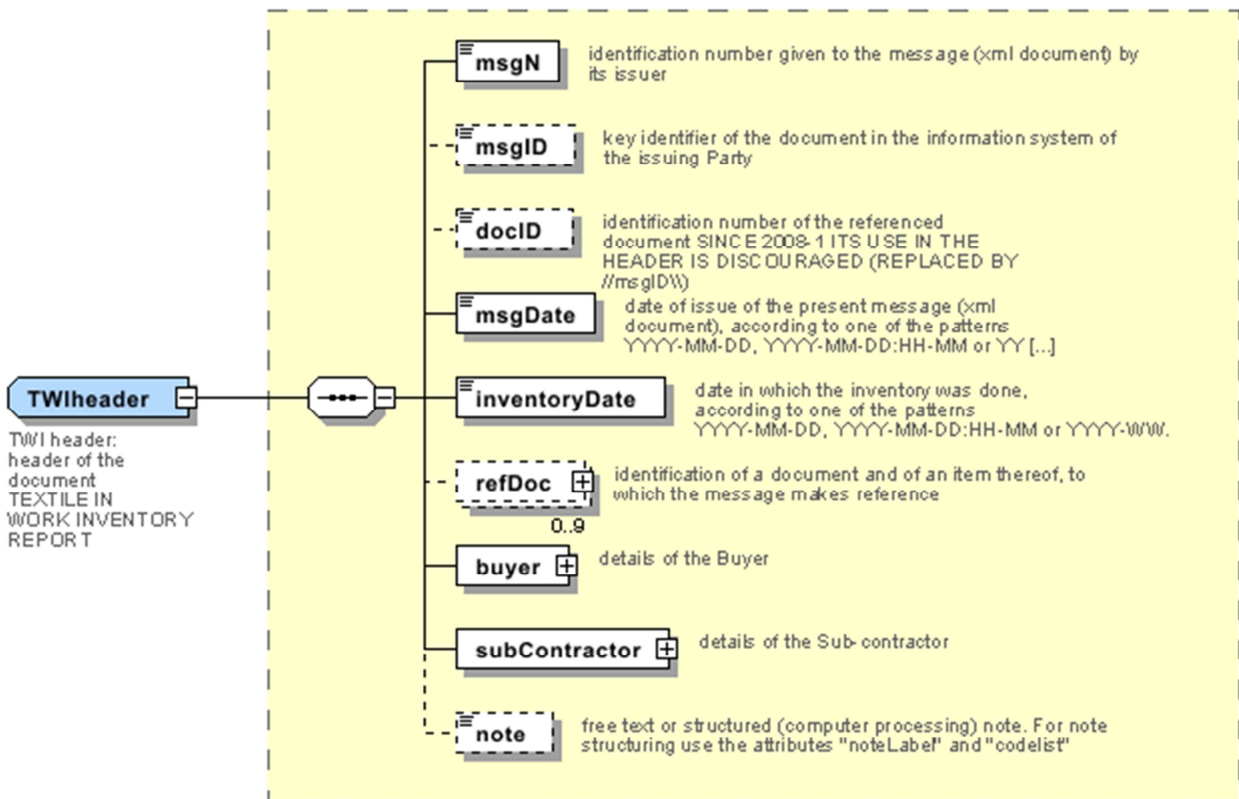 msgN
identification number given to the message (xml document) by
its issuer
msgID
key identifier of the document in the information system of
the issuing Party
docID
identification number of the referenced
document SINCE 2008-1 ITS USE IN THE
HEADER IS DISCOURAGED (REPLACED BY
//msgID\\)
msgDate
date of issue of the present message (xml
document), according to one of the patterns
YYYY-MM-DD, YYYY-MM-DD:HH-MM or YY [...]
TWIheader
TWI header:
header of the
document
TEXTILE IN
WORK INVENTORY
REPORT
inventoryDate
date in which the inventory was done,
according to one of the patterns
YYYY-MM-DD, YYYY-MM-DD:HH-MM or YYYY-WW.
refDoc
0..9
identification of a document and of an item thereof, to
which the message makes reference
buyer
details of the Buyer
subContractor
details of the Sub-contractor
note
free text or structured (computer processing) note. For note
structuring use the attributes "noteLabel" and "codelist"